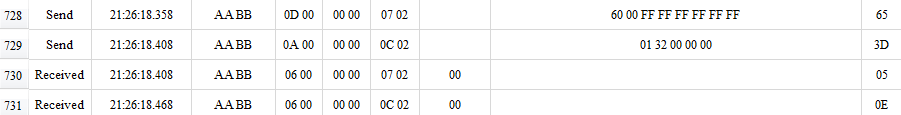 728 Send 21:26:18.358 AA BB 0D 00 00 00 07 02 60 00 FF FF FF FF FF FF 65
729 Send 21:26:18.408 AA BB 0A 00 00 00 0C 02 01 32 00 00 00 3D
730 Received 21:26:18.408 AA BB 06 00 00 00 07 02 00 05
731 Received 21:26:18.468 AA BB 06 00 00 00 0C 02 00 0E